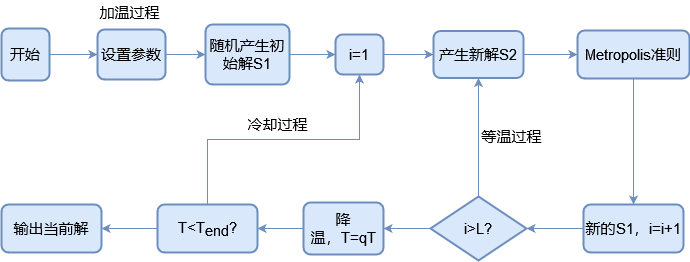 加温过程
开始
设置参数
随机产生初
始解S1
i=1
产生新解S2
Metropolis准则
冷却过程
等温过程
输出当前解
T<Tend?
降
温，T=qT
i>L?
新的S1，i=i+1